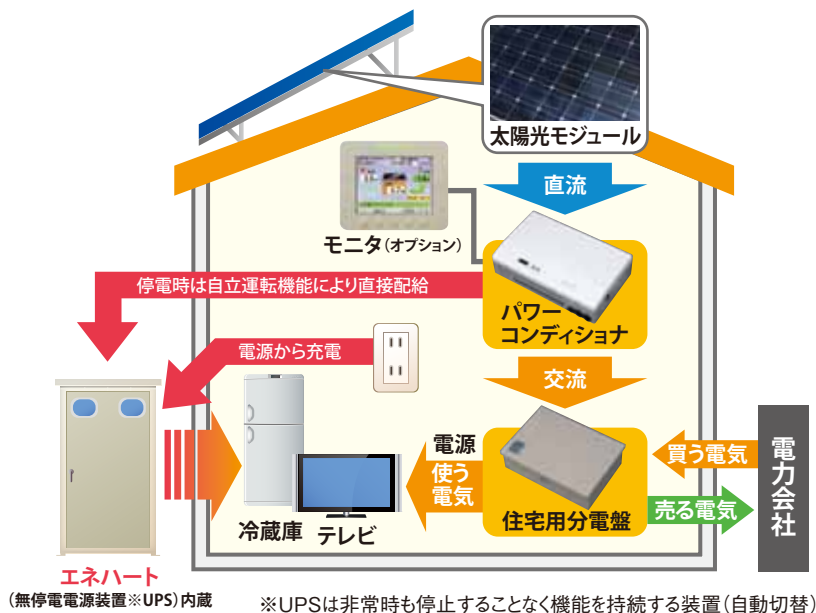 太陽光モジュール
直流
モニタ(オプション)
停電時は自立運転機能により直接配給
パワー
コンディショナ
電源から充電
交流
電源
使う
電気
買う電気
売る電気
電力会社
冷蔵庫
テレビ
住宅用分電盤
エネハート
(無停電電源装置※UPS)内蔵
※UPSは非常時も停止することなく機能を持続する装置(自動切替)